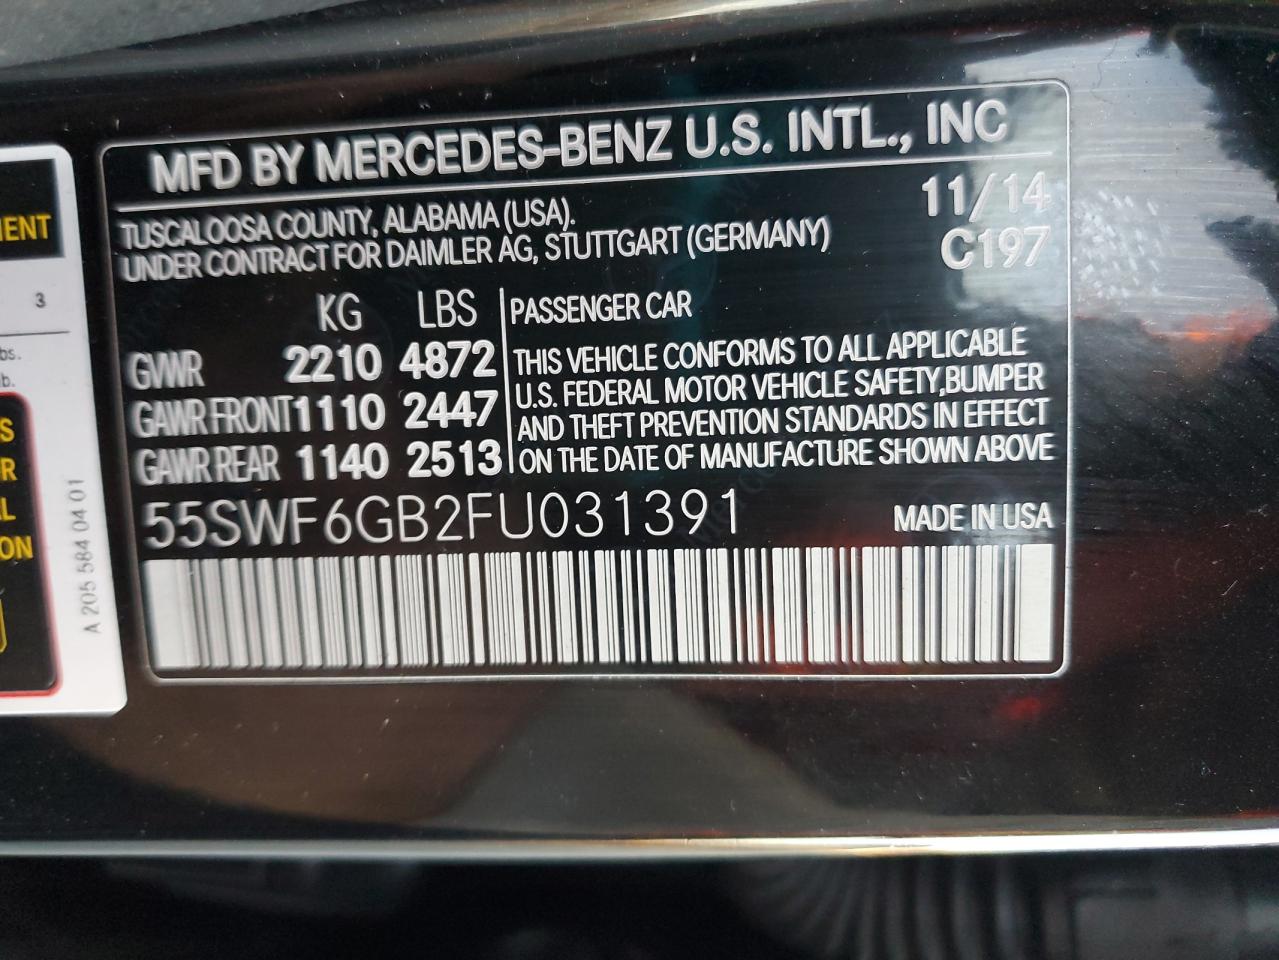 MFD BY MERCEDES-BENZ U.S. INTL., INC
TUSCALOOSA COUNTY, ALABAMA (USA).
11/14
UNDER CONTRACT FOR DAIMLER AG, STUTTGART (GERMANY)
C197
KG LBS
GWR 2210 4872
GAWR FRONT 1110 2447
GAWR REAR 1140 2513
PASSENGER CAR
THIS VEHICLE CONFORMS TO ALL APPLICABLE
U.S. FEDERAL MOTOR VEHICLE SAFETY, BUMPER
AND THEFT PREVENTION STANDARDS IN EFFECT
ON THE DATE OF MANUFACTURE SHOWN ABOVE
55SWF6GB2FU031391
MADE IN USA
3
A 205 584 04 01